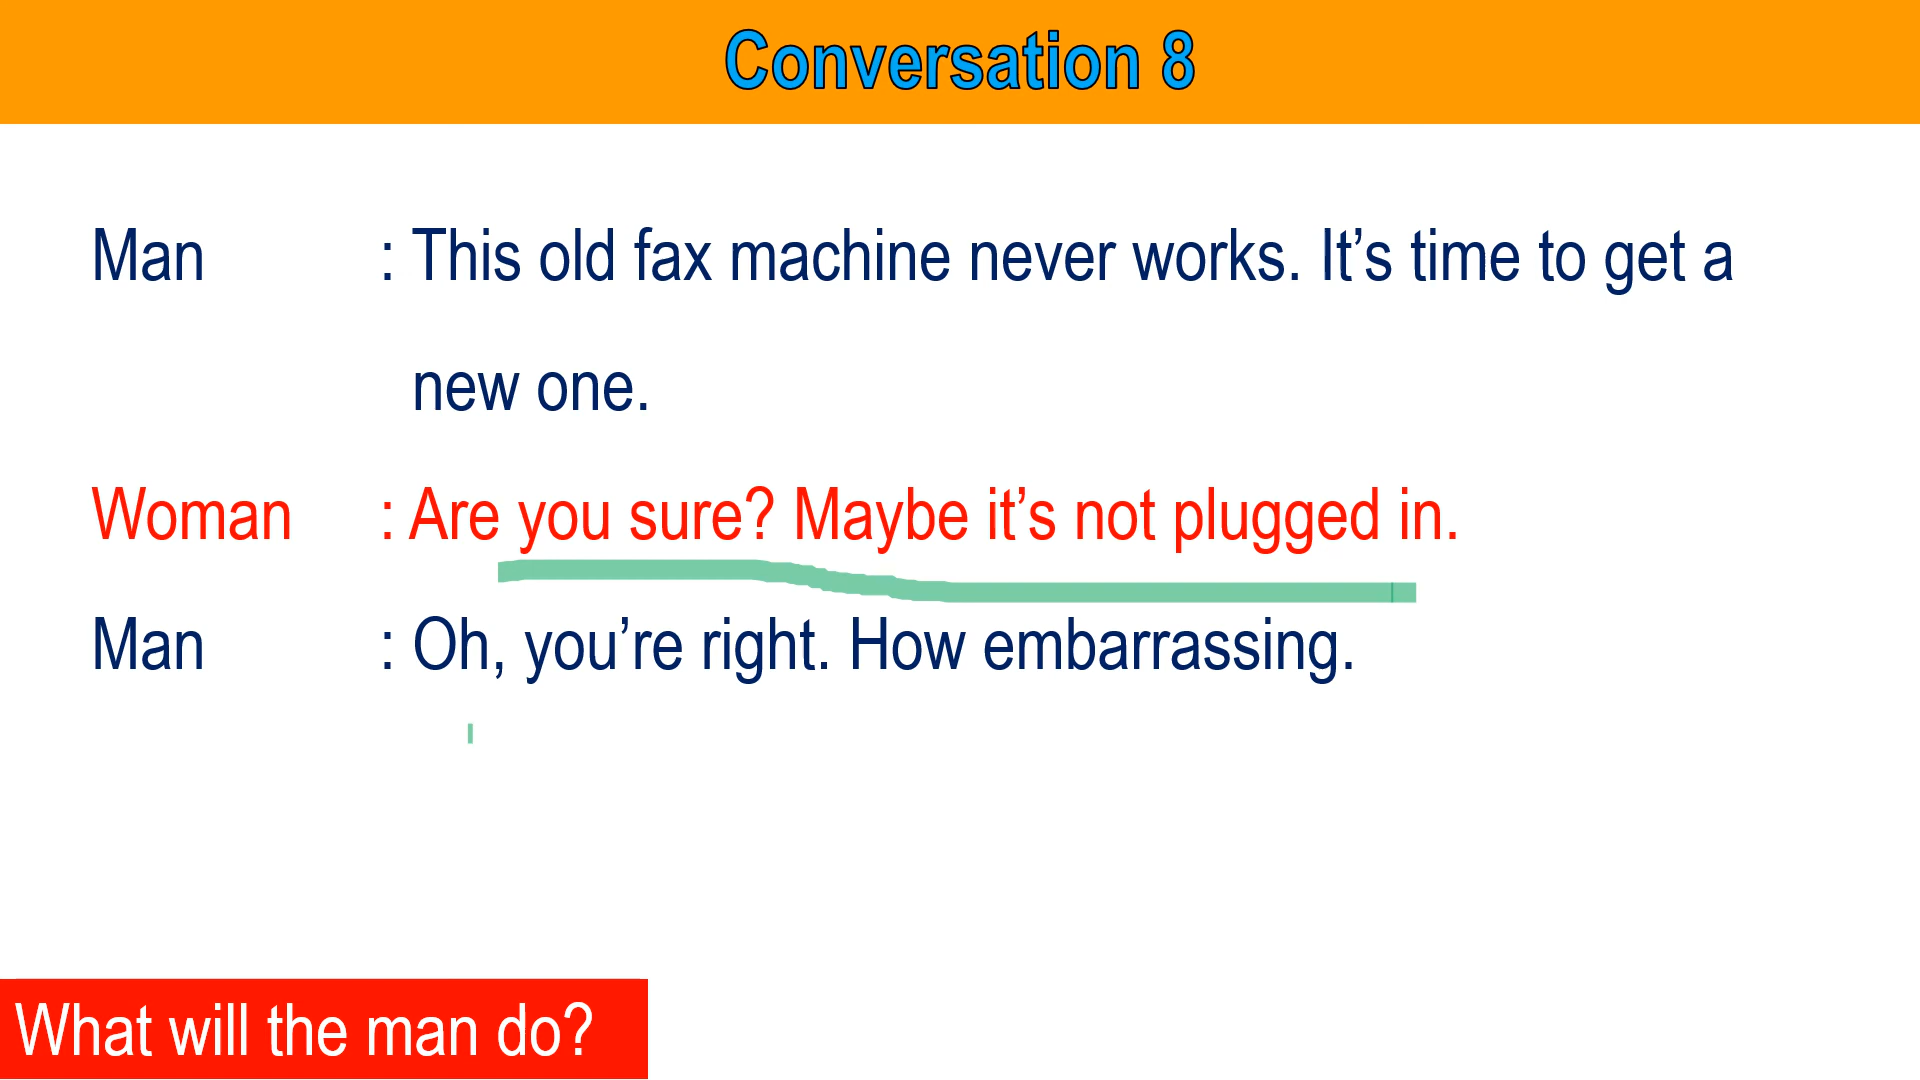 Conversation 8
Man : This old fax machine never works. It’s time to get a
new one.
Woman : Are you sure? Maybe it’s not plugged in.
Man : Oh, you’re right. How embarrassing.
What will the man do?